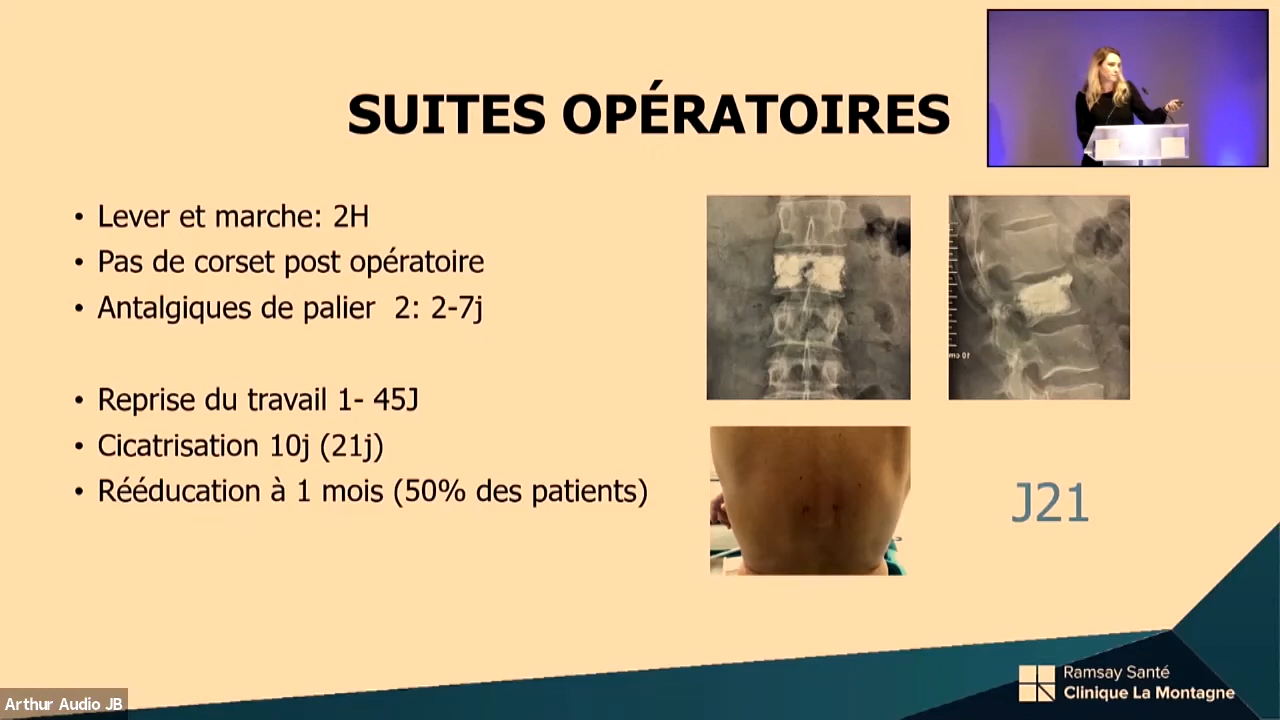 SUITES OPÉRATOIRES
• Lever et marche: 2H
• Pas de corset post opératoire
• Antalgiques de palier 2: 2-7j
• Reprise du travail 1- 45J
• Cicatrisation 10j (21j)
• Rééducation à 1 mois (50% des patients)
J21
Ramsay Santé
Clinique La Montagne
Arthur Audio JB